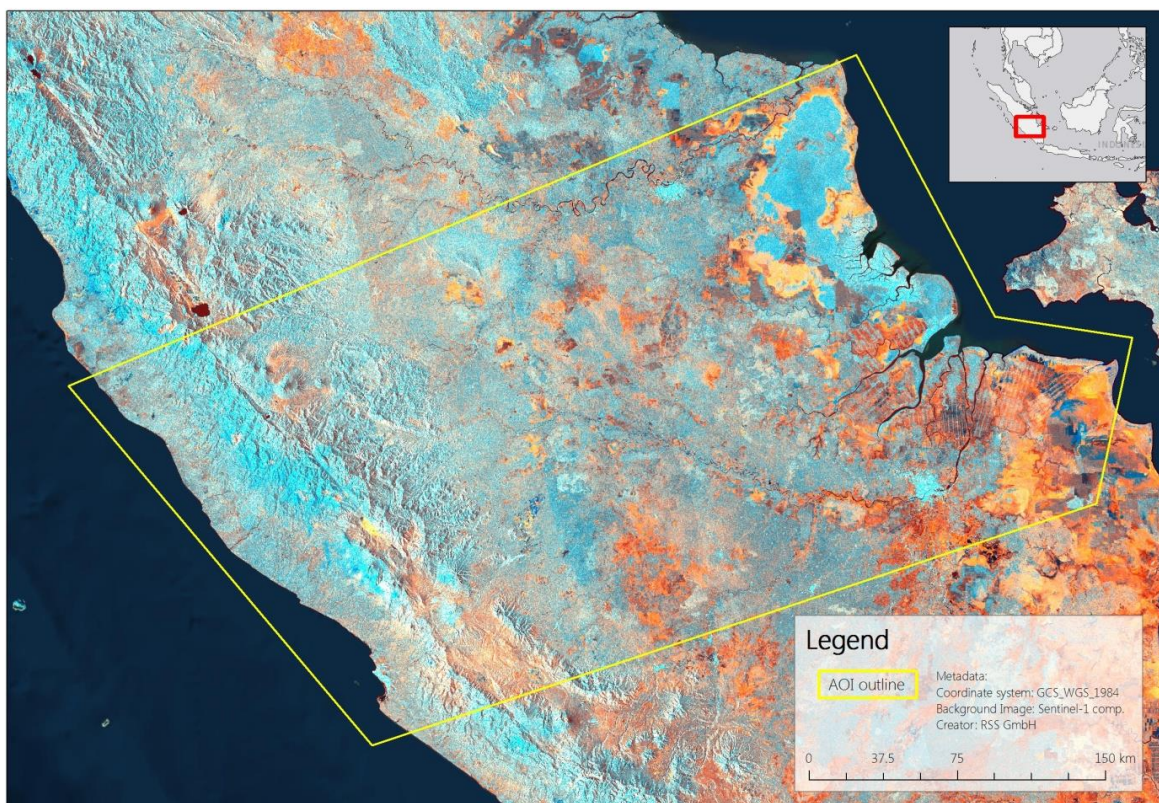 INDONESI
Legend
AOI outline
Metadata:
Coordinate system: GCS_WGS_1984
Background Image: Sentinel-1 comp.
Creator: RSS GmbH
0 37.5 75 150 km